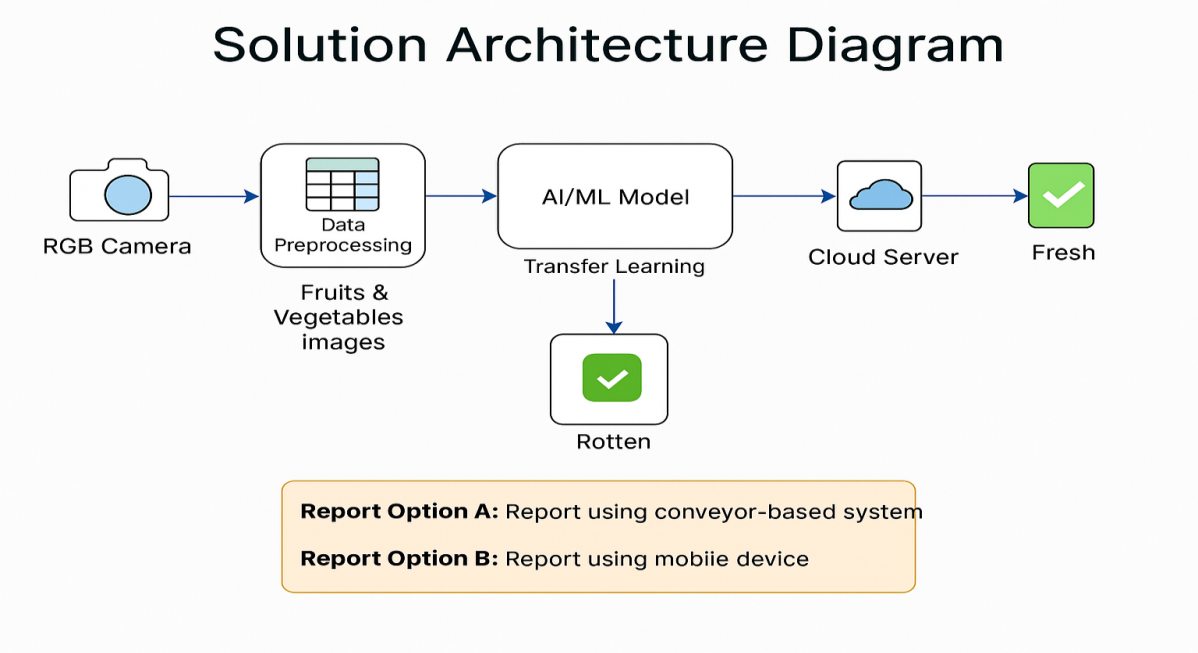 Solution Architecture Diagram
RGB Camera
Data
Preprocessing
Fruits &
Vegetables
images
AI/ML Model
Transfer Learning
Cloud Server
Fresh
Rotten
Report Option A: Report using conveyor-based system
Report Option B: Report using mobiie device